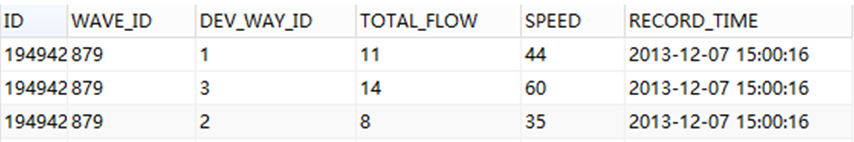 ID WAVE_ID DEV_WAY_ID TOTAL_FLOW SPEED RECORD_TIME
194942 879 1 11 44 2013-12-07 15:00:16
194942 879 3 14 60 2013-12-07 15:00:16
194942 879 2 8 35 2013-12-07 15:00:16